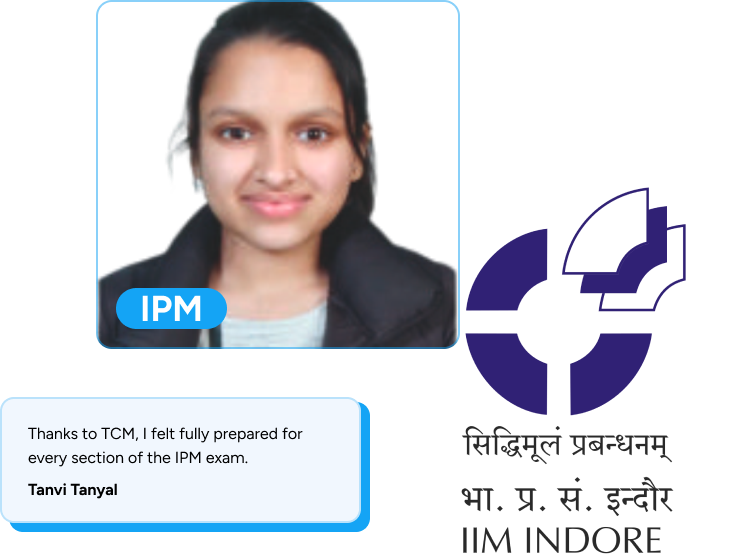 IPM
Thanks to TCM, I felt fully prepared for
every section of the IPM exam.
Tanvi Tanyal
सिद्धिमूलं प्रबन्धनम्
भा. प्र. सं. इन्दौर
IIM INDORE